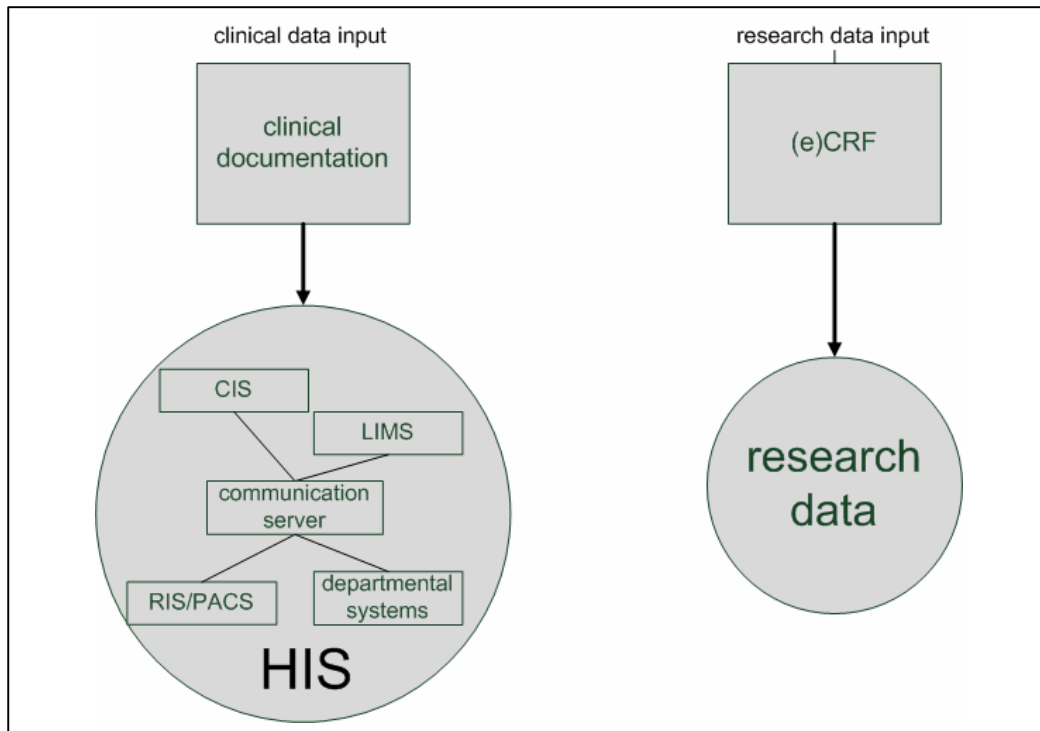 clinical data input
research data input
clinical
documentation
(e)CRF
CIS
LIMS
communication
server
RIS/PACS
departmental
systems
HIS
research
data